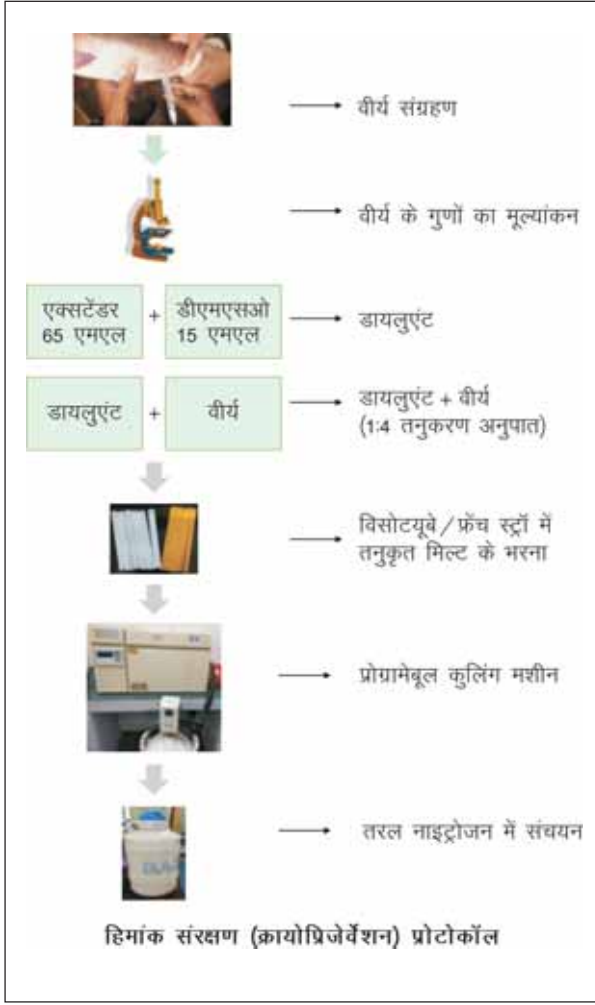 वीर्य संग्रहण
वीर्य के गुणों का मूल्यांकन
एक्सटेंडर
65 एमएल
+
डीएमएसओ
15 एमएल
डायलुएंट
डायलुएंट
+
वीर्य
डायलुएंट + वीर्य
(1:4 तनुकरण अनुपात)
विसोटयूबे / फ्रेंच स्ट्रॉ में
तनुकृत मिल्ट के भरना
प्रोग्रामेबूल कुलिंग मशीन
तरल नाइट्रोजन में संचयन
हिमांक संरक्षण (क्रायोप्रिजेर्वेशन) प्रोटोकॉल